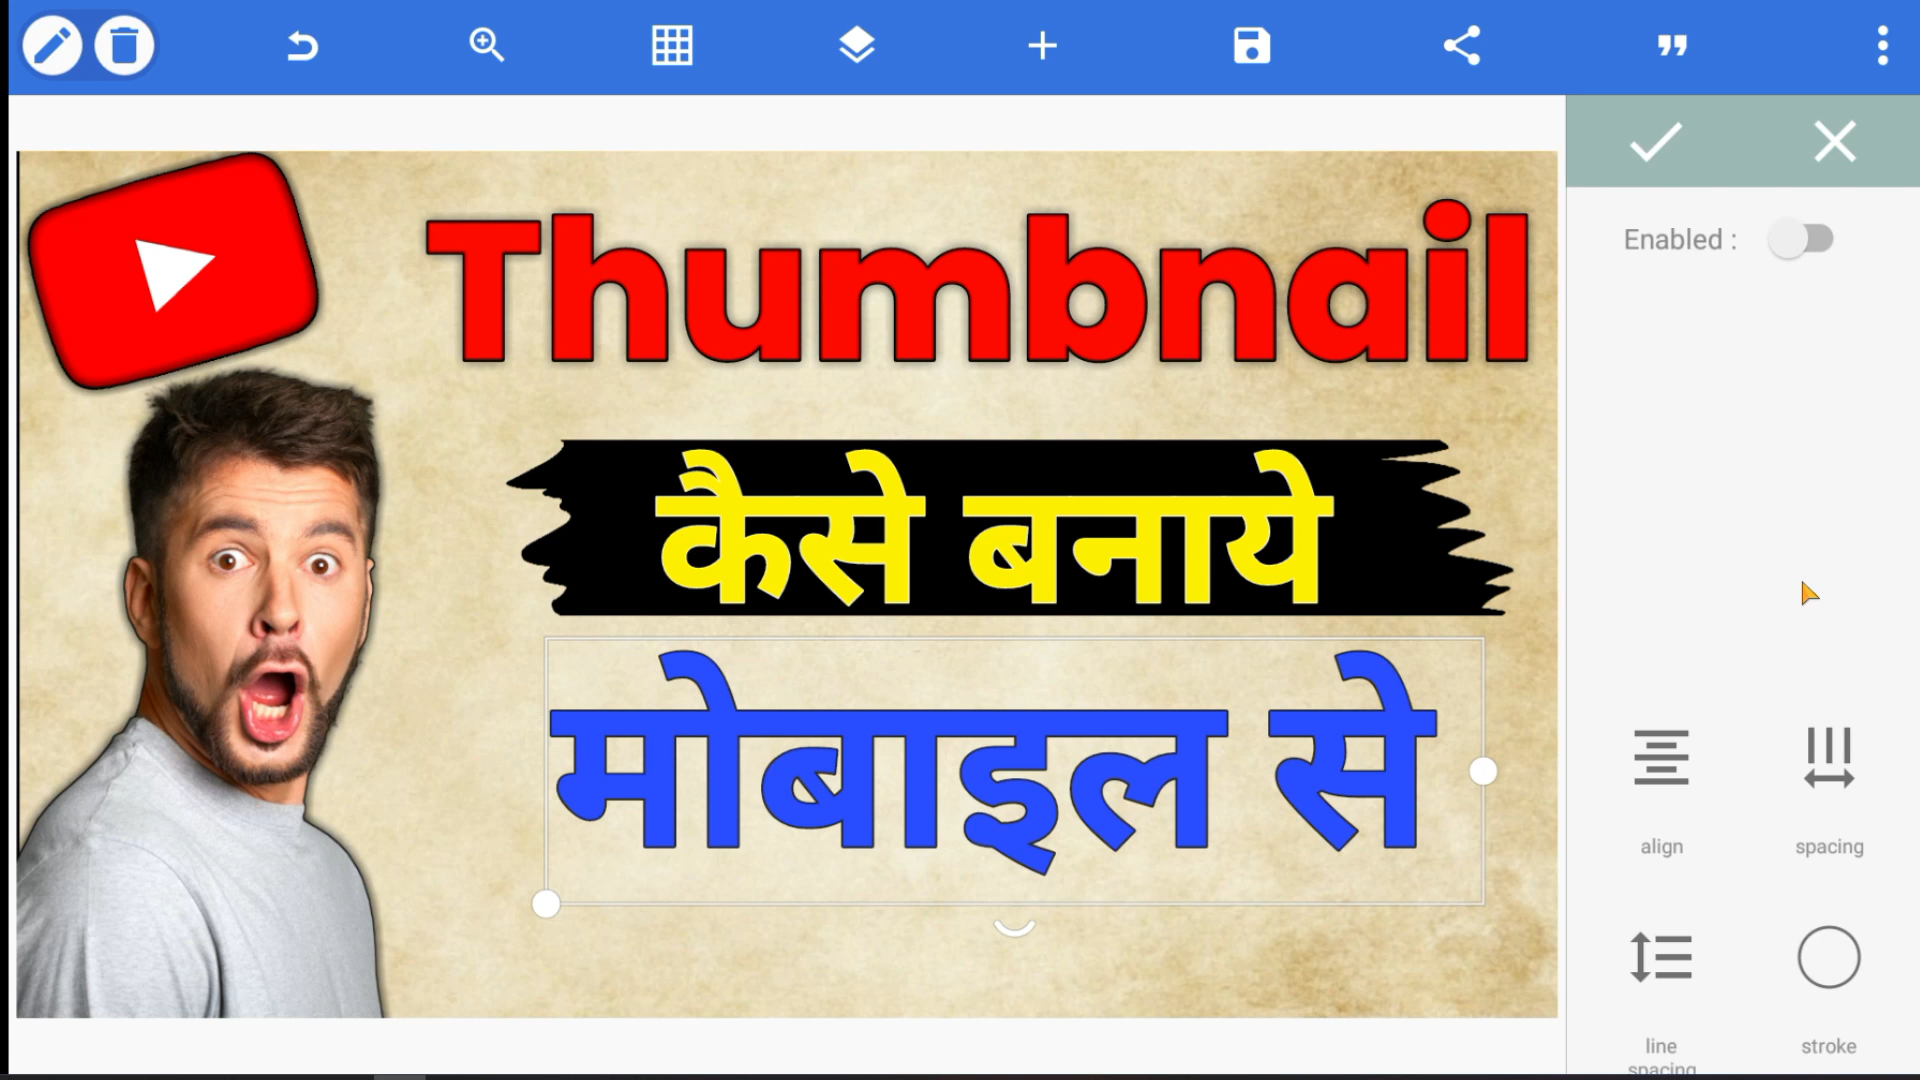 Enabled :
Thumbnail
कैसे बनाये
मोबाइल से
align
spacing
line
spacing
stroke